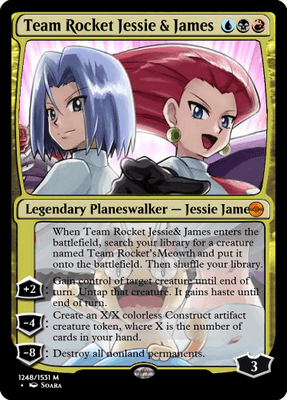 Team Rocket Jessie & James
Legendary Planeswalker — Jessie Jame
When Team Rocket Jessie& James enters the
battlefield, search your library for a creature
named Team Rocket'sMeowth and put it
onto the battlefield. Then shuffle your library.
+2: Gain control of target creature until end of
turn. Untap that creature. It gains haste until
end of turn.
-4: Create an X/X colorless Construct artifact
creature token, where X is the number of
cards in your hand.
-8: Destroy all nonland permanents.
3
1248/1531 M
• Soara